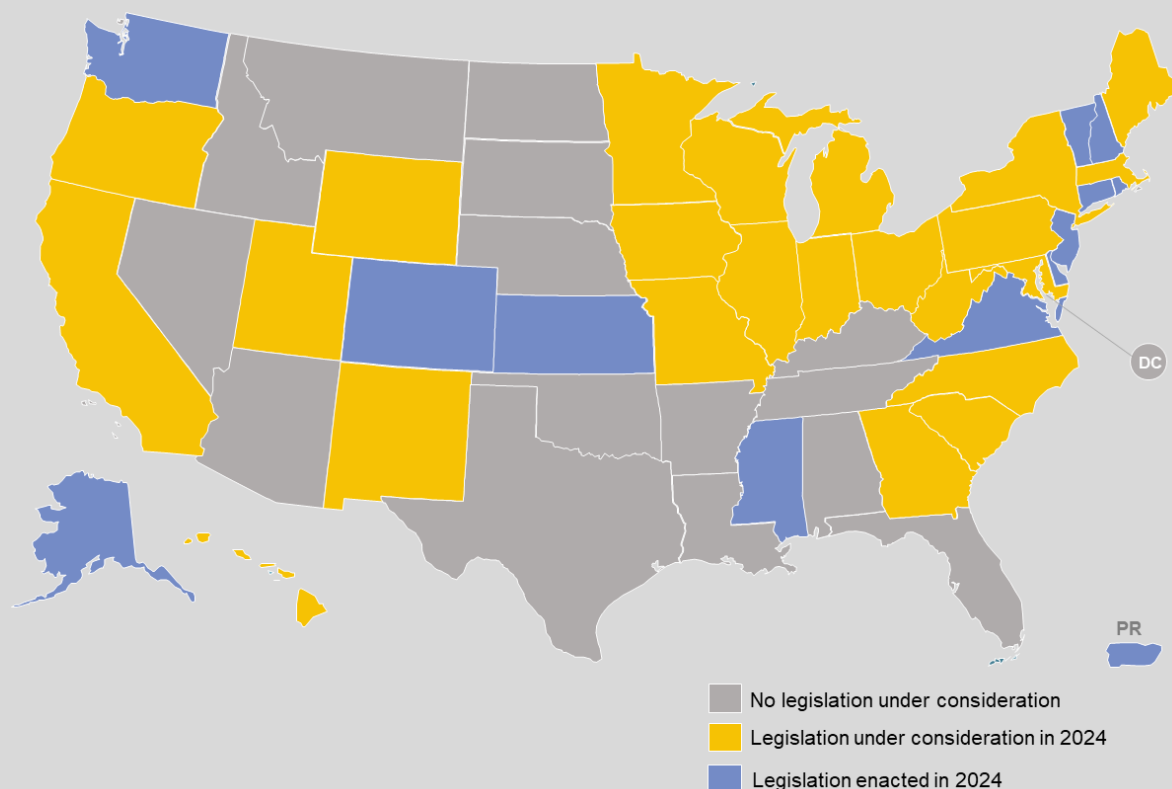 DC
PR
No legislation under consideration
Legislation under consideration in 2024
Legislation enacted in 2024